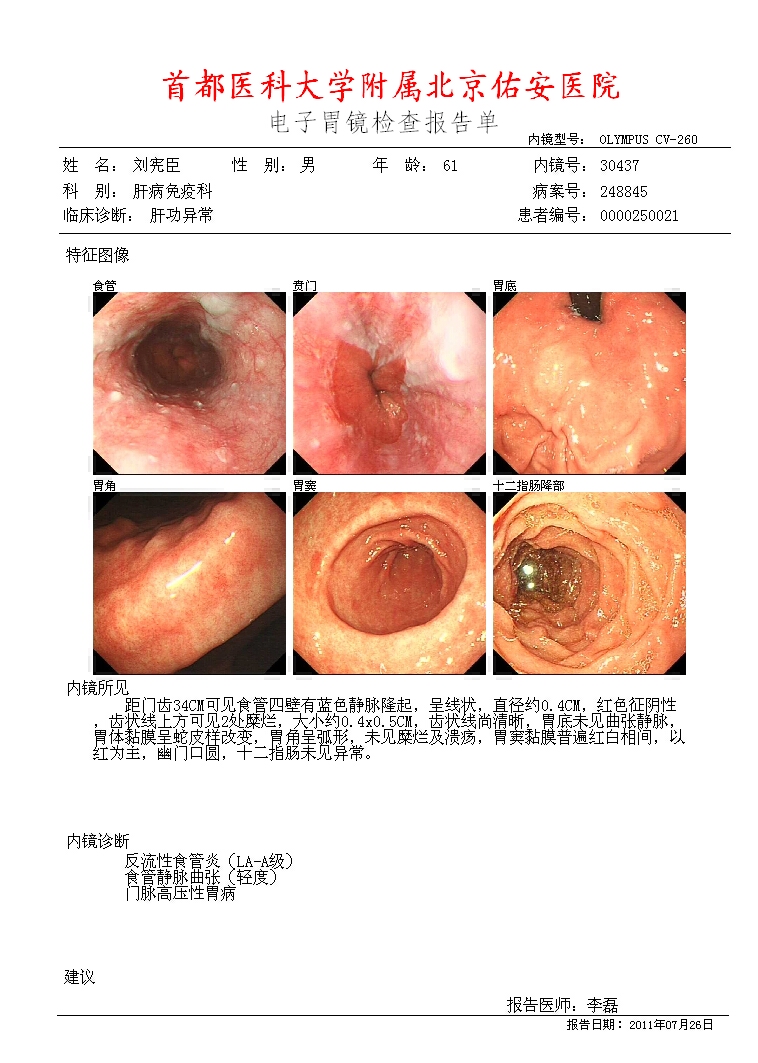 首都医科大学附属北京佑安医院
电子胃镜检查报告单
内镜型号： OLYMPUS CV-260
姓 名： 刘宪臣 性 别： 男 年 龄： 61 内镜号： 30437
科 别： 肝病免疫科 病案号： 248845
临床诊断： 肝功异常 患者编号： 0000250021
特征图像
食管 贲门 胃底
胃角 胃窦 十二指肠降部
内镜所见
距门齿34CM可见食管四壁有蓝色静脉隆起，呈线状，直径约0.4CM，红色征阴性
，齿状线上方可见2处糜烂，大小约0.4x0.5CM，齿状线尚清晰，胃底未见曲张静脉，
胃体黏膜呈蛇皮样改变，胃角呈弧形，未见糜烂及溃疡，胃窦黏膜普遍红白相间，以
红为主，幽门口圆，十二指肠未见异常。
内镜诊断
反流性食管炎（LA-A级）
食管静脉曲张（轻度）
门脉高压性胃病
建议
报告医师：李磊
报告日期：2011年07月26日